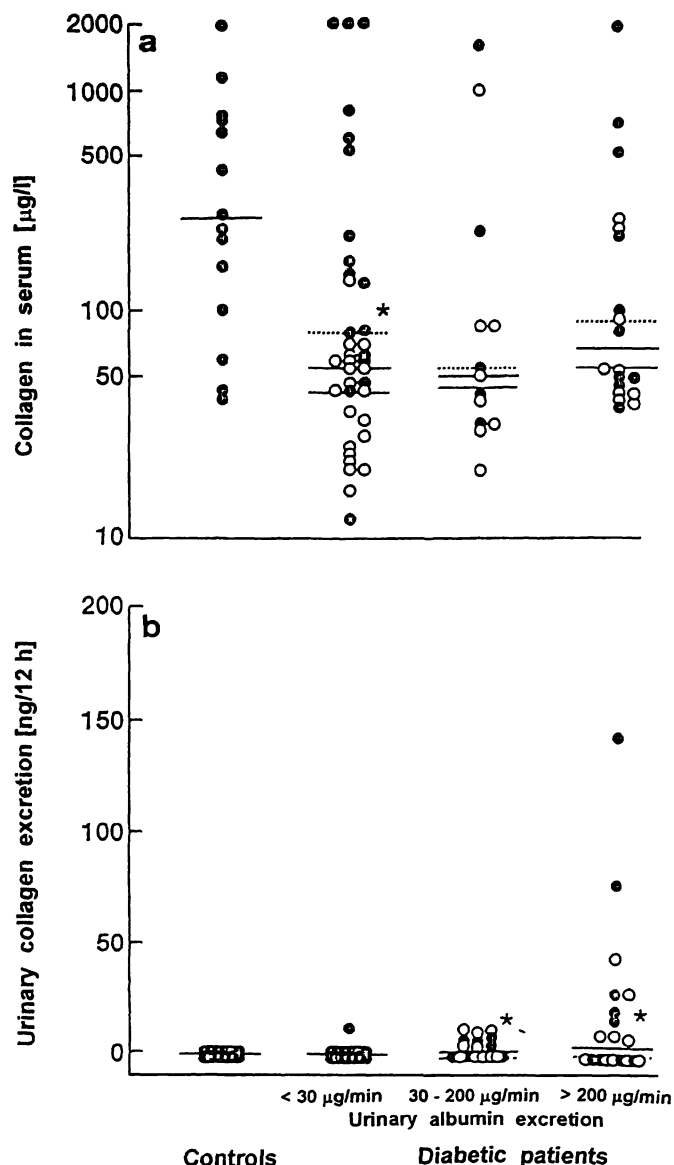 a
2000
1000
500
100
50
10
Collagen in serum [µg/l]
*
b
200
150
100
50
0
Urinary collagen excretion [ng/12 h]
*
*
< 30 µg/min 30 - 200 µg/min > 200 µg/min
Urinary albumin excretion
Controls Diabetic patients